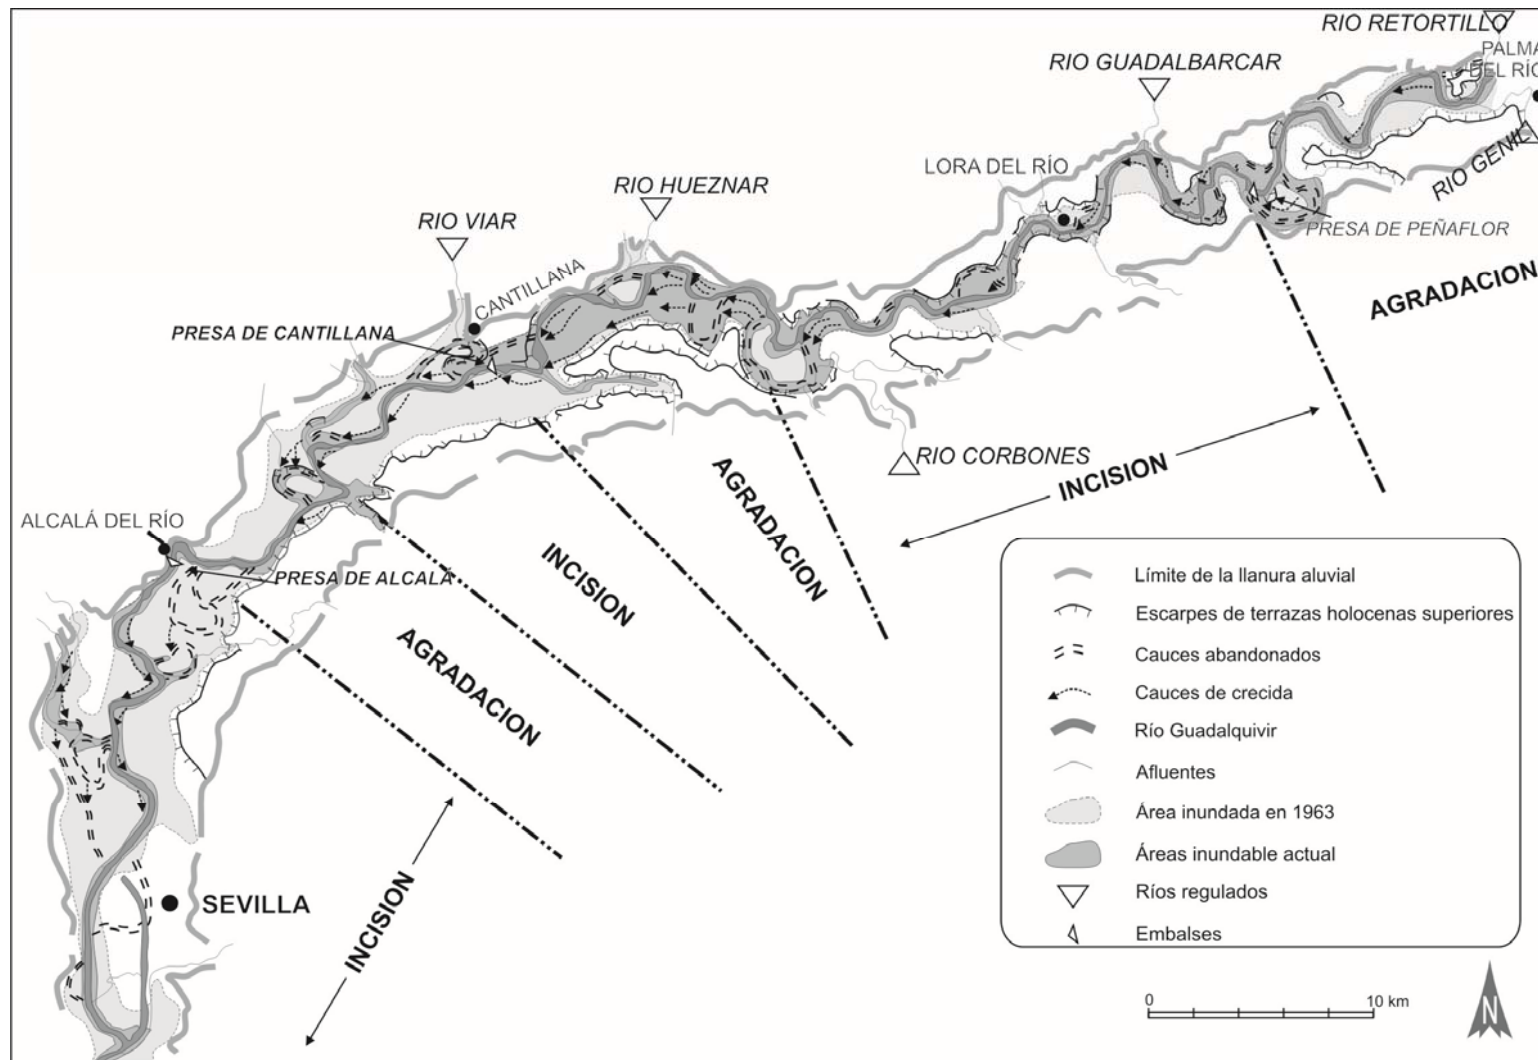 RIO RETORTILLO
PALMA
DEL RÍO
RIO GUADALBARCAR
RIO GENIL
LORA DEL RÍO
PRESA DE PEÑAFLOR
RIO HUEZNAR
RIO VIAR
CANTILLANA
PRESA DE CANTILLANA
AGRADACION
RIO CORBONES
INCISION
AGRADACION
INCISION
AGRADACION
INCISION
ALCALÁ DEL RÍO
PRESA DE ALCALÁ
SEVILLA
Límite de la llanura aluvial
Escarpes de terrazas holocenas superiores
Cauces abandonados
Cauces de crecida
Río Guadalquivir
Afluentes
Área inundada en 1963
Áreas inundable actual
Ríos regulados
Embalses
0
10 km
N